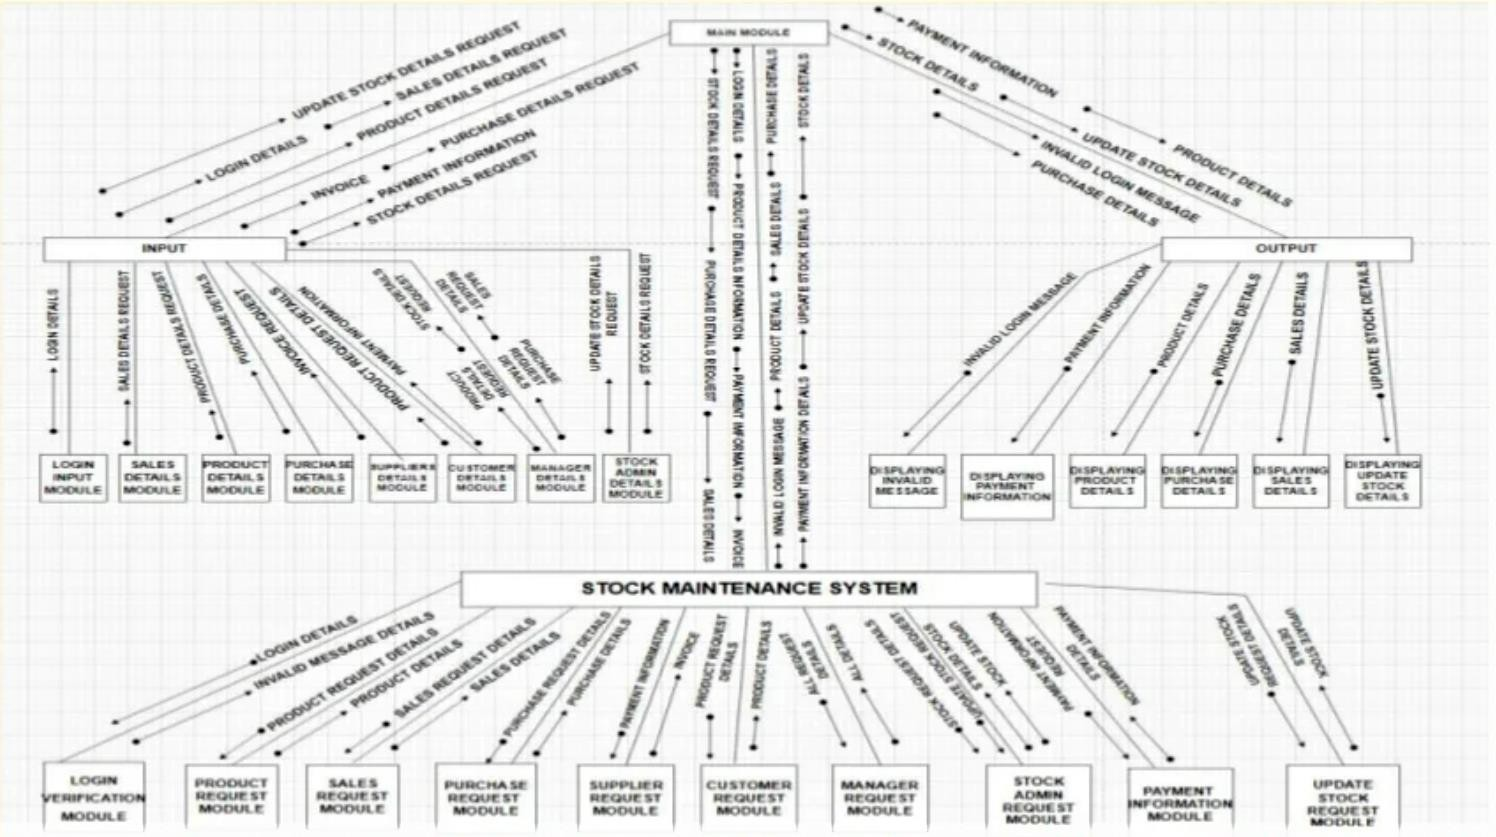 MAIN MODULE
UPDATE STOCK DETAILS REQUEST
SALES DETAILS REQUEST
LOGIN DETAILS
PRODUCT DETAILS REQUEST
PURCHASE DETAILS REQUEST
INVOICE
PAYMENT INFORMATION
STOCK DETAILS REQUEST
STOCK DETAILS REQUEST
PURCHASE DETAILS REQUEST
SALES DETAILS
LOGIN DETAILS
PRODUCT DETAILS INFORMATION
PAYMENT INFORMATION
INVOICE
PURCHASE DETAILS
SALES DETAILS
PRODUCT DETAILS
INVALID LOGIN MESSAGE
STOCK DETAILS
UPDATE STOCK DETAILS
PAYMENT INFORMATION DETAILS
PAYMENT INFORMATION
STOCK DETAILS
PRODUCT DETAILS
UPDATE STOCK DETAILS
INVALID LOGIN MESSAGE
PURCHASE DETAILS
INPUT
OUTPUT
LOGIN DETAILS
SALES DETAILS REQUEST
PRODUCT DETAILS REQUEST
PURCHASE DETAILS
INVOICE REQUEST
PRODUCT REQUEST DETAILS
PAYMENT INFORMATION
STOCK DETAILS
REQUEST
SALES
DETAILS
REQUEST
PRODUCT
DETAILS
REQUEST
PURCHASE
DETAILS
REQUEST
UPDATE STOCK DETAILS
REQUEST
STOCK DETAILS REQUEST
INVALID LOGIN MESSAGE
PAYMENT INFORMATION
PRODUCT DETAILS
PURCHASE DETAILS
SALES DETAILS
UPDATE STOCK DETAILS
LOGIN
INPUT
MODULE
SALES
DETAILS
MODULE
PRODUCT
DETAILS
MODULE
PURCHASE
DETAILS
MODULE
SUPPLIERS
DETAILS
MODULE
CUSTOMER
DETAILS
MODULE
MANAGER
DETAILS
MODULE
STOCK
ADMIN
DETAILS
MODULE
DISPLAYING
INVALID
MESSAGE
DISPLAYING
PAYMENT
INFORMATION
DISPLAYING
PRODUCT
DETAILS
DISPLAYING
PURCHASE
DETAILS
DISPLAYING
SALES
DETAILS
DISPLAYING
UPDATE
STOCK
DETAILS
STOCK MAINTENANCE SYSTEM
LOGIN DETAILS
INVALID MESSAGE DETAILS
PRODUCT REQUEST DETAILS
PRODUCT DETAILS
SALES REQUEST DETAILS
SALES DETAILS
PURCHASE REQUEST DETAILS
PURCHASE DETAILS
PAYMENT INFORMATION
INVOICE
PRODUCT REQUEST
DETAILS
PRODUCT DETAILS
ALL REQUEST
DETAILS
ALL DETAILS
REQUEST DETAILS
UPDATE STOCK
DETAILS
UPDATE STOCK
PAYMENT INFORMATION
REQUEST
DETAILS
PAYMENT INFORMATION
UPDATE STOCK
REQUEST DETAILS
UPDATE STOCK
DETAILS
LOGIN
VERIFICATION
MODULE
PRODUCT
REQUEST
MODULE
SALES
REQUEST
MODULE
PURCHASE
REQUEST
MODULE
SUPPLIER
REQUEST
MODULE
CUSTOMER
REQUEST
MODULE
MANAGER
REQUEST
MODULE
STOCK
ADMIN
REQUEST
MODULE
PAYMENT
INFORMATION
MODULE
UPDATE
STOCK
REQUEST
MODULE